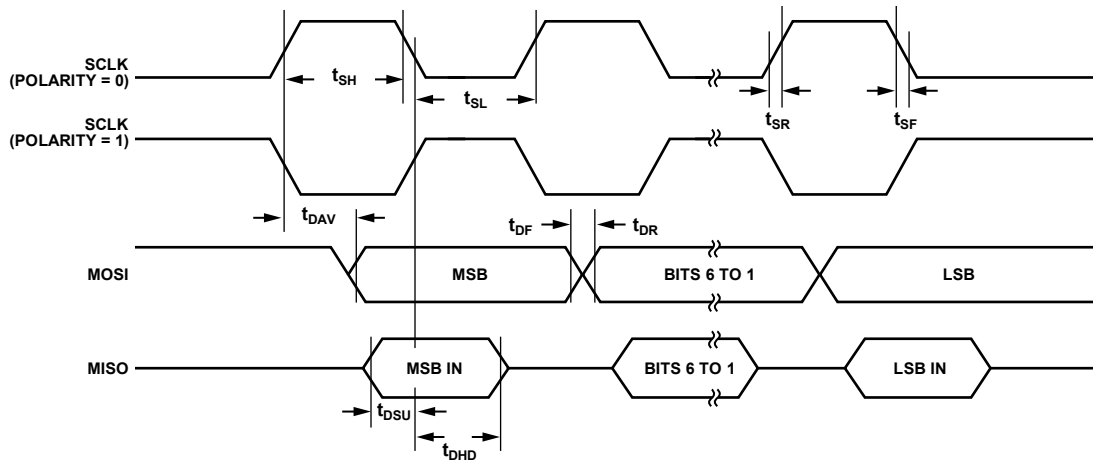 SCLK
(POLARITY = 0)
tSH
tSL
tSR
tSF
SCLK
(POLARITY = 1)
tDAV
tDF
tDR
MOSI
MSB
BITS 6 TO 1
LSB
MISO
MSB IN
BITS 6 TO 1
LSB IN
tDSU
tDHD